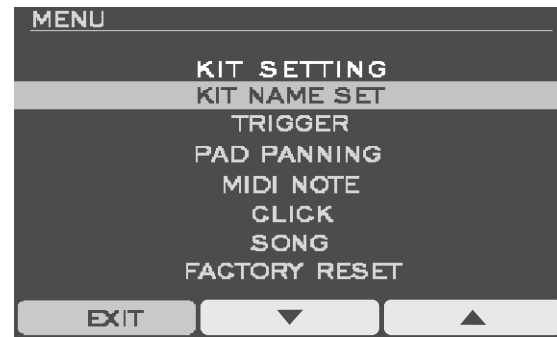 MENU
KIT SETTING
KIT NAME SET
TRIGGER
PAD PANNING
MIDI NOTE
CLICK
SONG
FACTORY RESET
EXIT